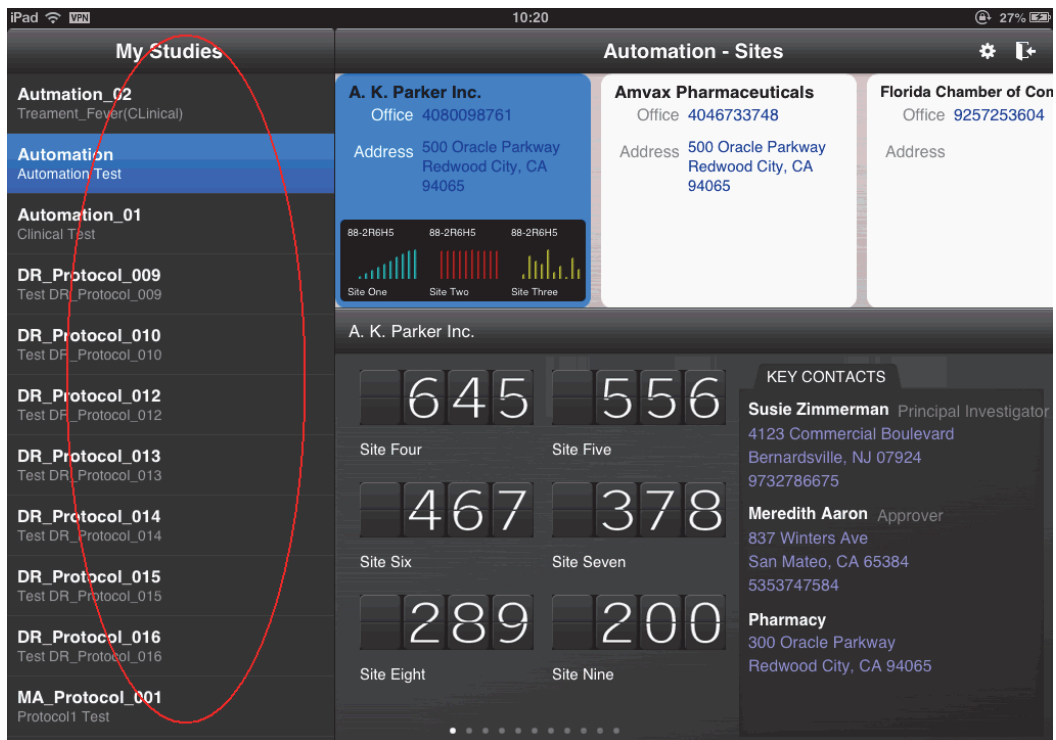 iPad VPN 10:20 27%
My Studies
Autmation_02
Treament_Fever(CLinical)
Automation
Automation Test
Automation_01
Clinical Test
DR_Protocol_009
Test DR_Protocol_009
DR_Protocol_010
Test DR_Protocol_010
DR_Protocol_012
Test DR_Protocol_012
DR_Protocol_013
Test DR_Protocol_013
DR_Protocol_014
Test DR_Protocol_014
DR_Protocol_015
Test DR_Protocol_015
DR_Protocol_016
Test DR_Protocol_016
MA_Protocol_001
Protocol1 Test
Automation - Sites
A. K. Parker Inc.
Office 4080098761
Address 500 Oracle Parkway
Redwood City, CA
94065
88-2R6H5 88-2R6H5 88-2R6H5
Site One Site Two Site Three
Amvax Pharmaceuticals
Office 4046733748
Address 500 Oracle Parkway
Redwood City, CA
94065
Florida Chamber of Com
Office 9257253604
Address
A. K. Parker Inc.
645 556
Site Four Site Five
467 378
Site Six Site Seven
289 200
Site Eight Site Nine
KEY CONTACTS
Susie Zimmerman Principal Investigator
4123 Commercial Boulevard
Bernardsville, NJ 07924
9732786675
Meredith Aaron Approver
837 Winters Ave
San Mateo, CA 65384
5353747584
Pharmacy
300 Oracle Parkway
Redwood City, CA 94065